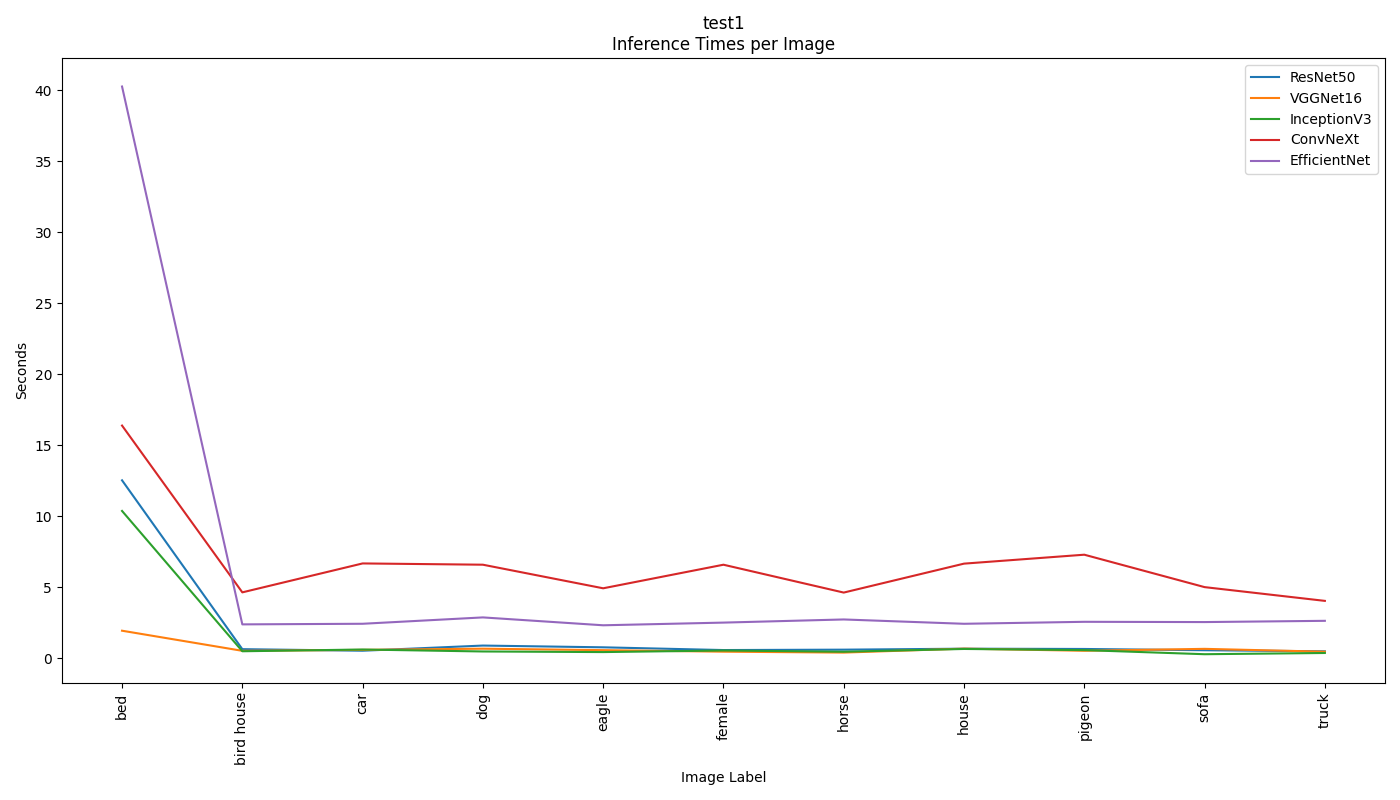 test1
Inference Times per Image
ResNet50
VGGNet16
InceptionV3
ConvNeXt
EfficientNet
40
35
30
25
20
15
10
5
0
Seconds
bed
bird house
car
dog
eagle
female
horse
house
pigeon
sofa
truck
Image Label